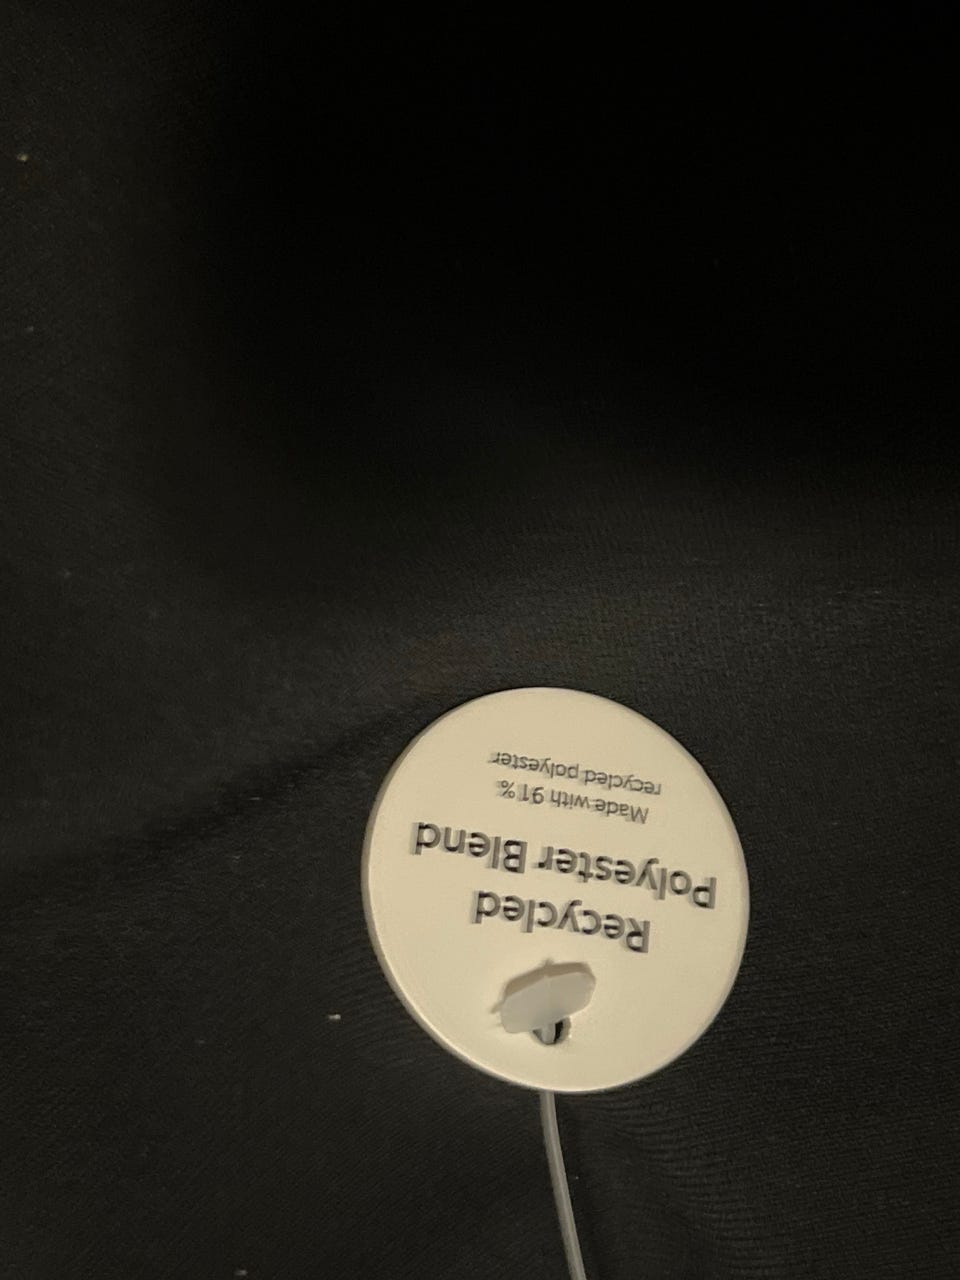 Recycled
Polyester Blend
Made with 91%
recycled polyester